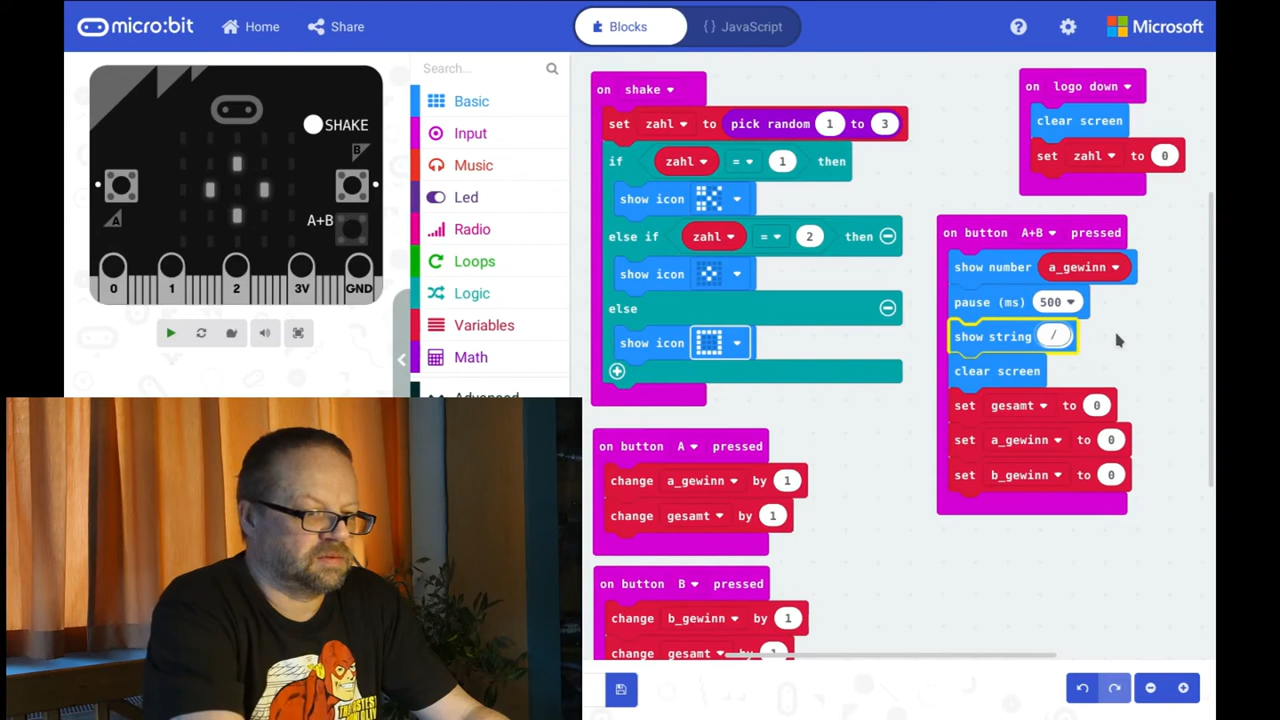 micro:bit Home Share Blocks {} JavaScript ? Microsoft
SHAKE
B
A+B
A
0 1 2 3V GND
Search...
Basic
Input
Music
Led
Radio
Loops
Logic
Variables
Math
Advanced
on shake
set zahl to pick random 1 to 3
if zahl = 1 then
show icon
else if zahl = 2 then
show icon
else
show icon
on button A pressed
change a_gewinn by 1
change gesamt by 1
on button B pressed
change b_gewinn by 1
change gesamt by 1
on logo down
clear screen
set zahl to 0
on button A+B pressed
show number a_gewinn
pause (ms) 500
show string /
clear screen
set gesamt to 0
set a_gewinn to 0
set b_gewinn to 0